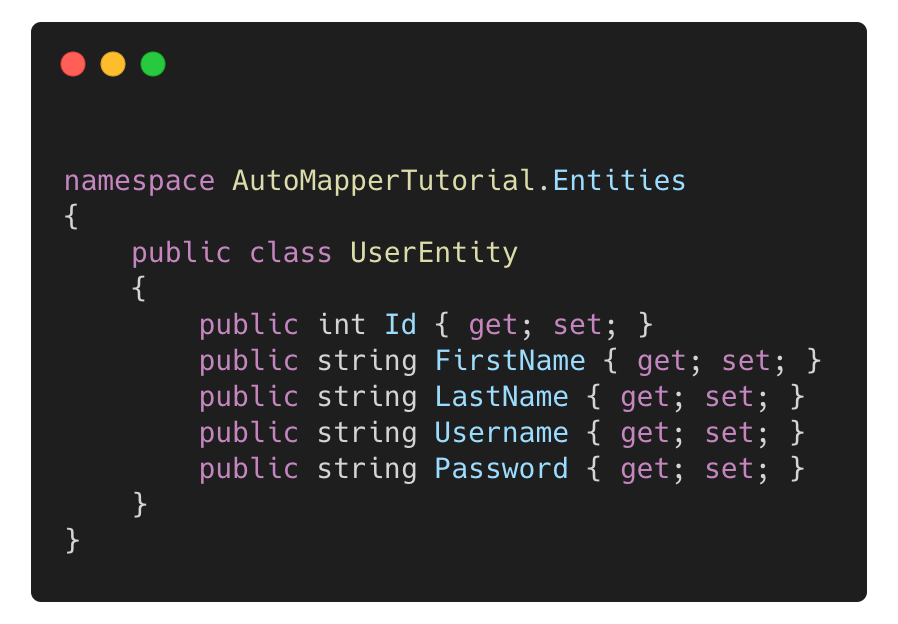 namespace AutoMapperTutorial.Entities
{
    public class UserEntity
    {
        public int Id { get; set; }
        public string FirstName { get; set; }
        public string LastName { get; set; }
        public string Username { get; set; }
        public string Password { get; set; }
    }
}